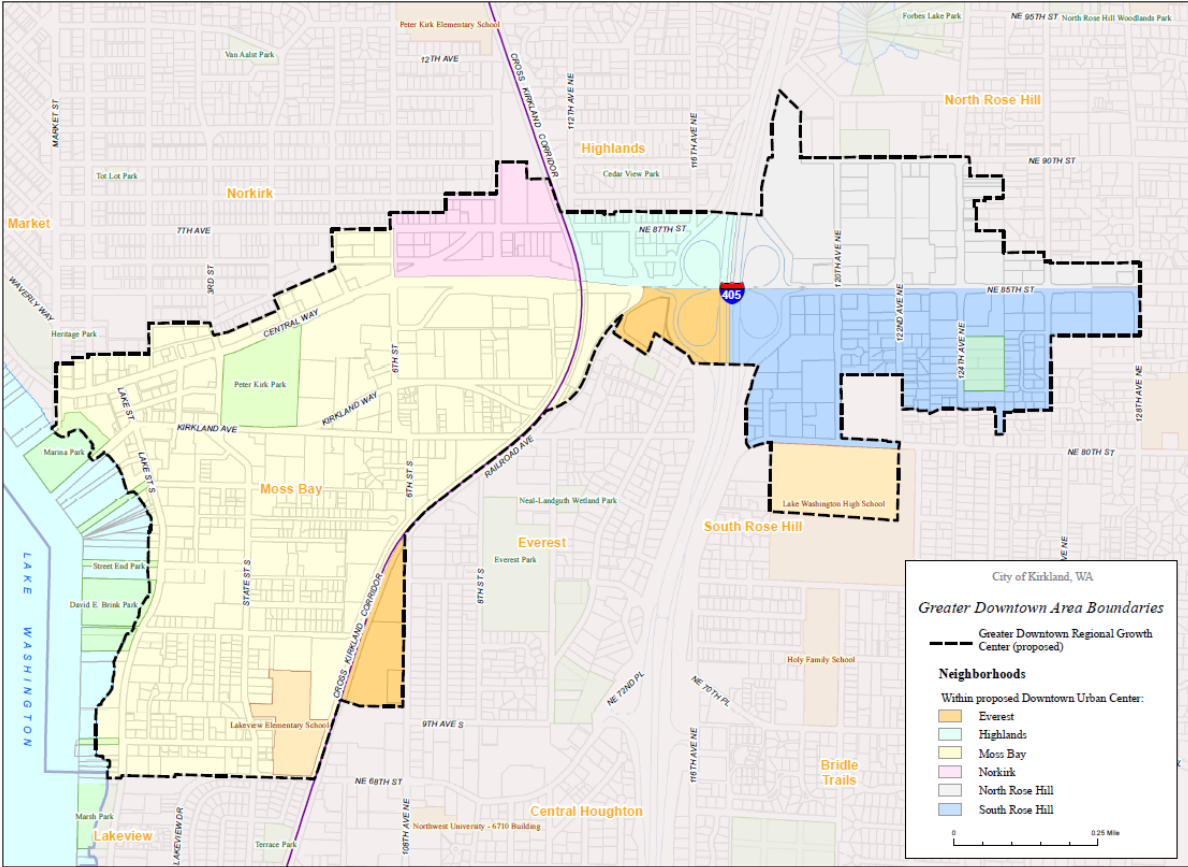 Peter Kirk Elementary School
Forbes Lake Park
NE 95TH ST
North Rose Hill Woodlands Park
Van Aalst Park
12TH AVE
CROSS KIRKLAND CORRIDOR
112TH AVE NE
116TH AVE NE
North Rose Hill
MARKET ST
Highlands
NE 90TH ST
Tot Lot Park
Cedar View Park
Norkirk
Market
7TH AVE
NE 87TH ST
120TH AVE NE
3RD ST
WAVERLY WAY
405
NE 85TH ST
122ND AVE NE
CENTRAL WAY
Heritage Park
124TH AVE NE
6TH ST
Peter Kirk Park
LAKE ST
KIRKLAND WAY
128TH AVE NE
KIRKLAND AVE
Marina Park
RAILROAD AVE
NE 80TH ST
LAKE ST S
6TH ST S
Moss Bay
Neal-Landguth Wetland Park
Lake Washington High School
South Rose Hill
Everest
Everest Park
NE
LAKE WASHINGTON
Street End Park
STATE ST S
8TH ST S
David E. Brink Park
CROSS KIRKLAND CORRIDOR
Holy Family School
NE 72ND PL
NE 70TH PL
Lakeview Elementary School
9TH AVE S
116TH AVE NE
Bridle
Trails
NE 68TH ST
108TH AVE NE
Central Houghton
Marsh Park
Lakeview
LAKEVIEW DR
Northwest University - 6710 Building
Terrace Park
City of Kirkland, WA
Greater Downtown Area Boundaries
Greater Downtown Regional Growth
Center (proposed)
Neighborhoods
Within proposed Downtown Urban Center:
Everest
Highlands
Moss Bay
Norkirk
North Rose Hill
South Rose Hill
0 0.25 Mile